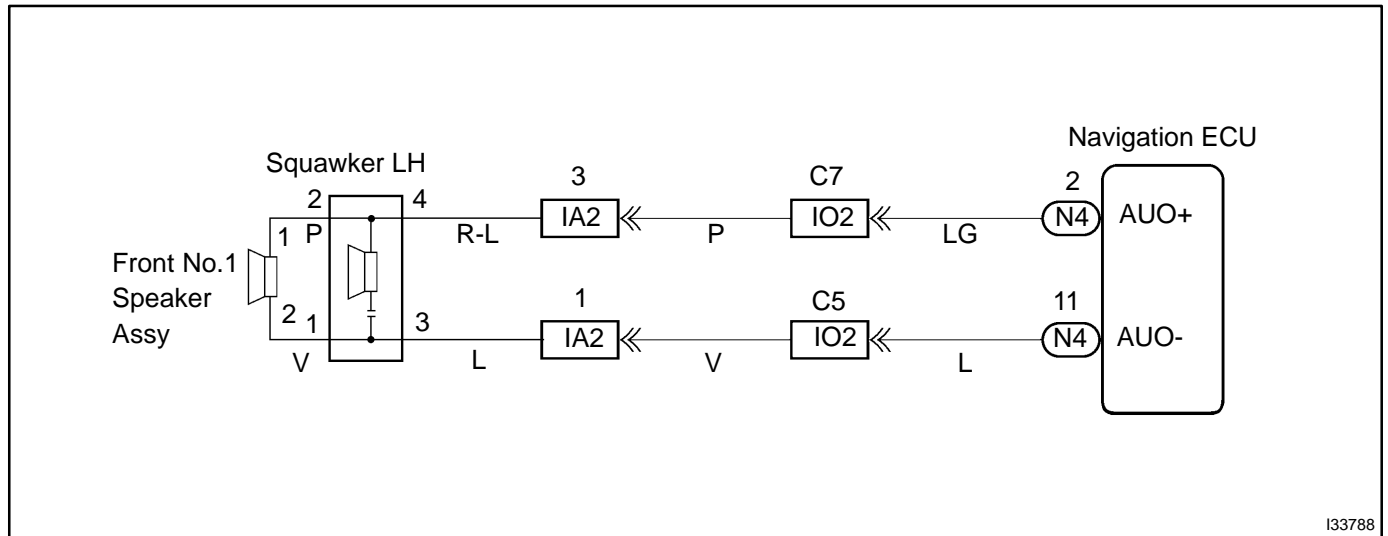 Navigation ECU
Squawker LH
2
4
3
C7
2
IA2
IO2
N4
AUO+
P
R-L
P
LG
1
Front No.1
Speaker
Assy
2
1
3
1
C5
11
IA2
IO2
N4
AUO-
V
L
V
L
I33788